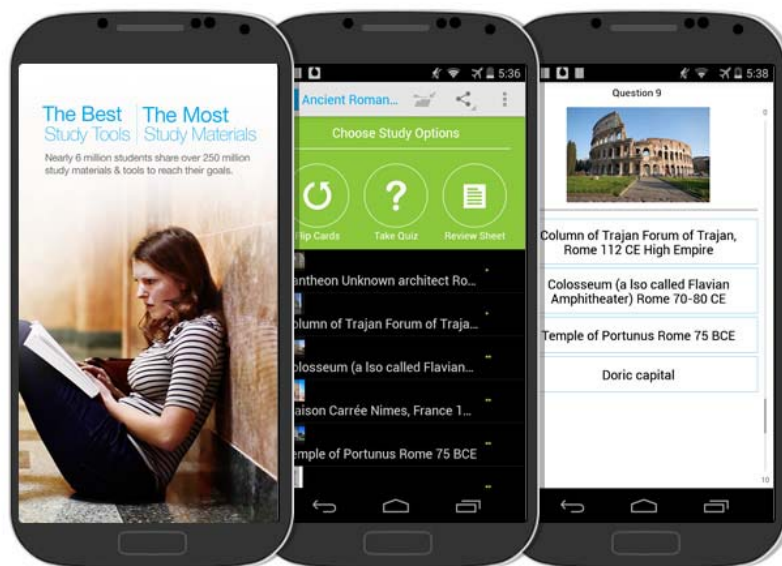 The Best
Study Tools
The Most
Study Materials
Nearly 6 million students share over 250 million
study materials & tools to reach their goals.
5:36
Ancient Roman...
Choose Study Options
Flip Cards
Take Quiz
Review Sheet
antheon Unknown architect Ro...
olumn of Trajan Forum of Traja...
olosseum (a lso called Flavian...
aison Carrée Nimes, France 1...
emple of Portunus Rome 75 BCE
5:38
Question 9
0
Column of Trajan Forum of Trajan,
Rome 112 CE High Empire
Colosseum (a lso called Flavian
Amphitheater) Rome 70-80 CE
Temple of Portunus Rome 75 BCE
Doric capital
10